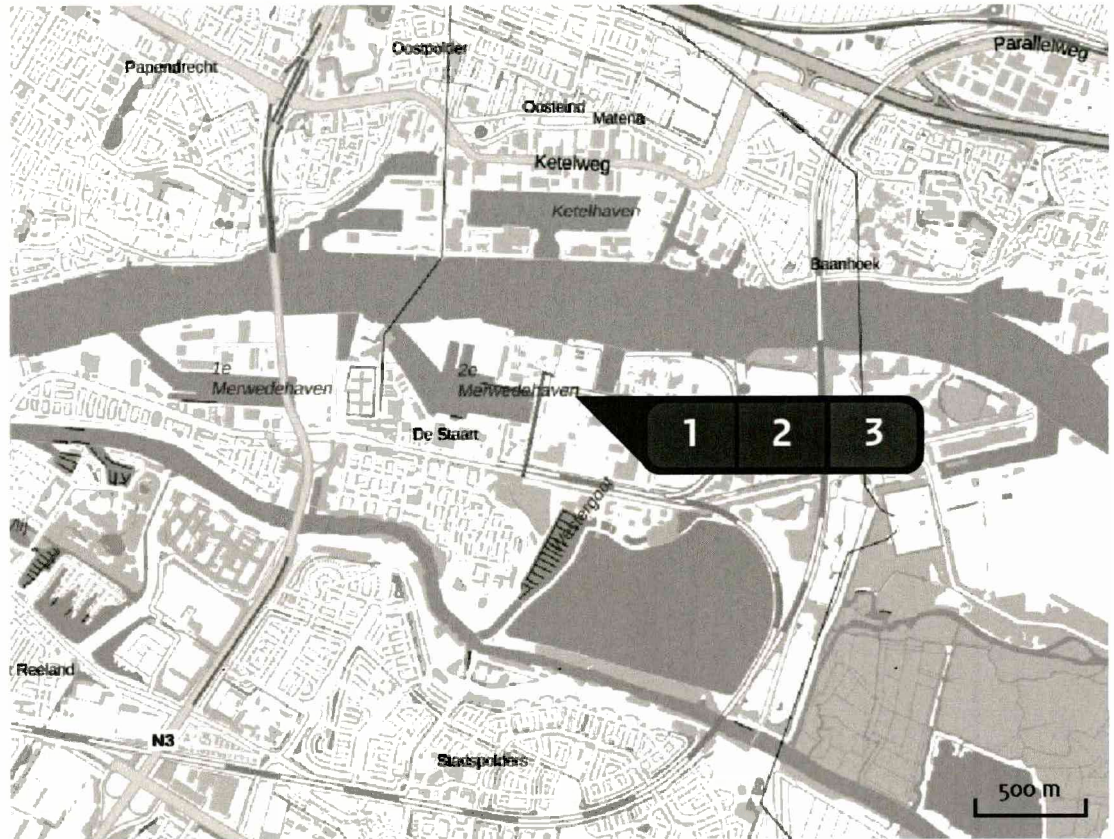 Oostpolder
Parallelweg
Papendrecht
Oosteind
Matena
Ketelweg
Ketelhaven
Baanhoek
1e
Merwedehaven
2e
Merwedehaven
1 2 3
De Staart
Wantij
Reeland
N3
Stadspolders
500 m